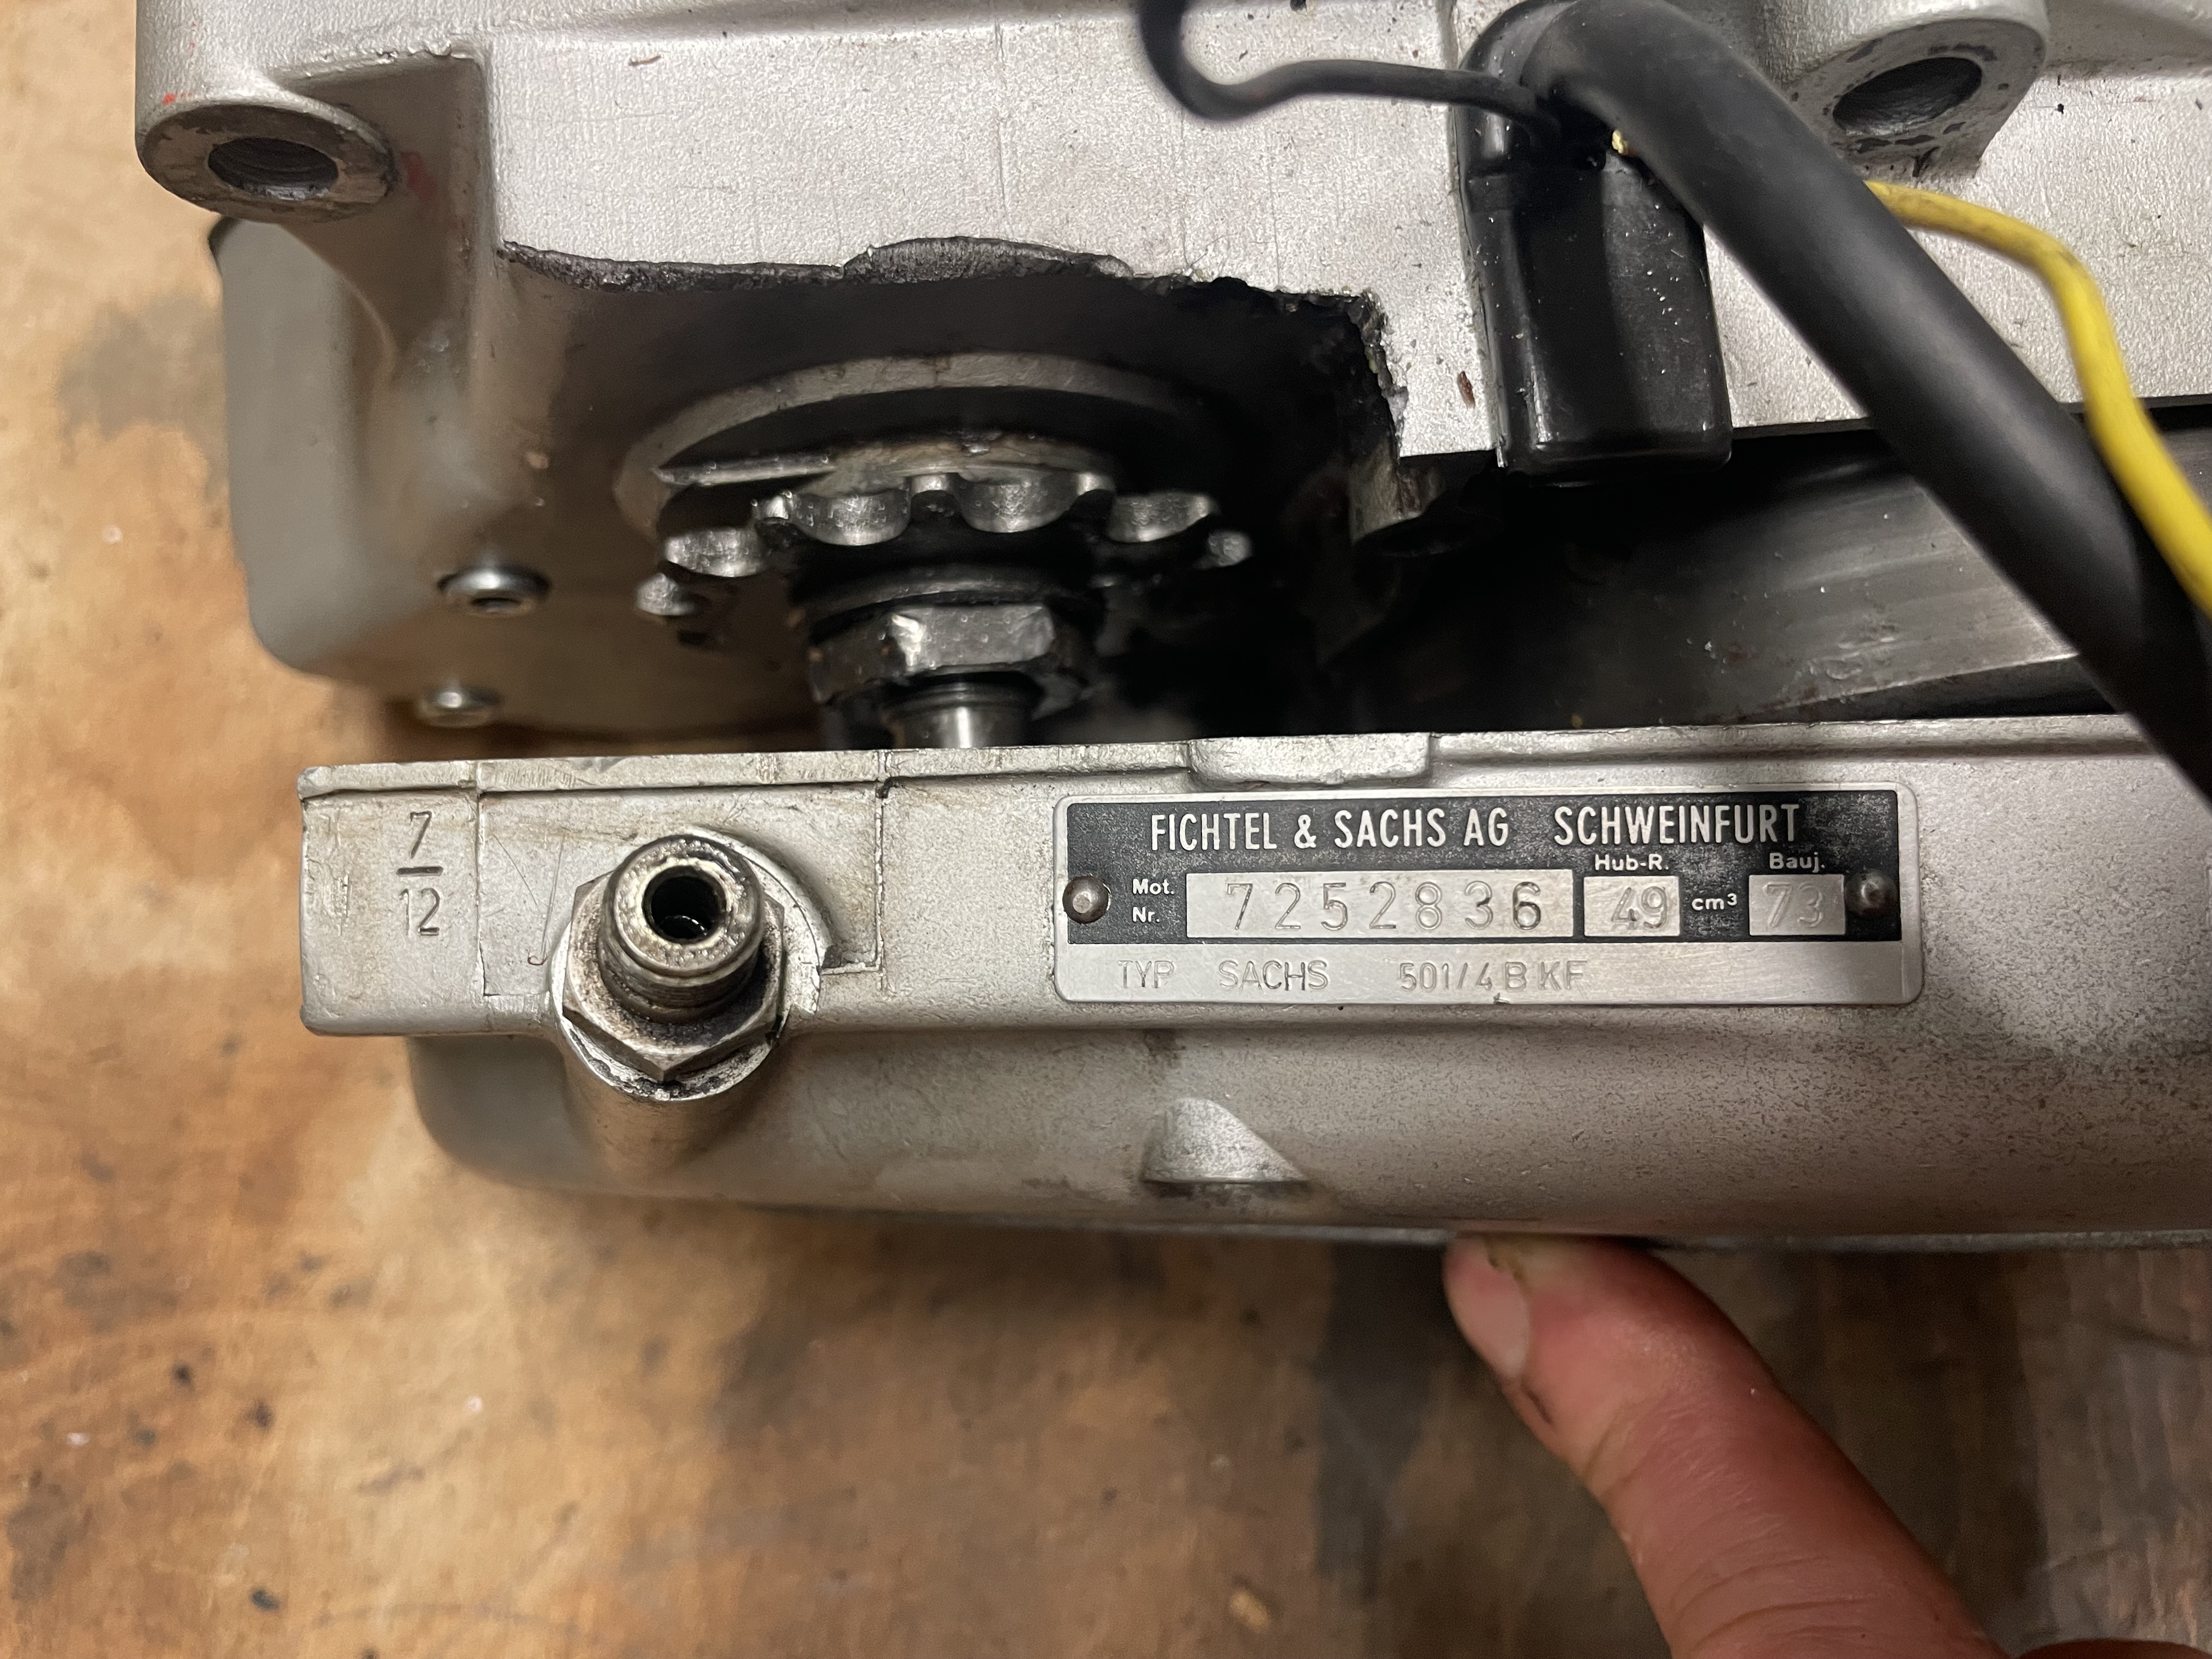 7
12
FICHTEL & SACHS AG SCHWEINFURT
Hub-R. Bauj.
Mot. Nr. 7252836 49 cm³ 73
TYP SACHS 501/4 B KF